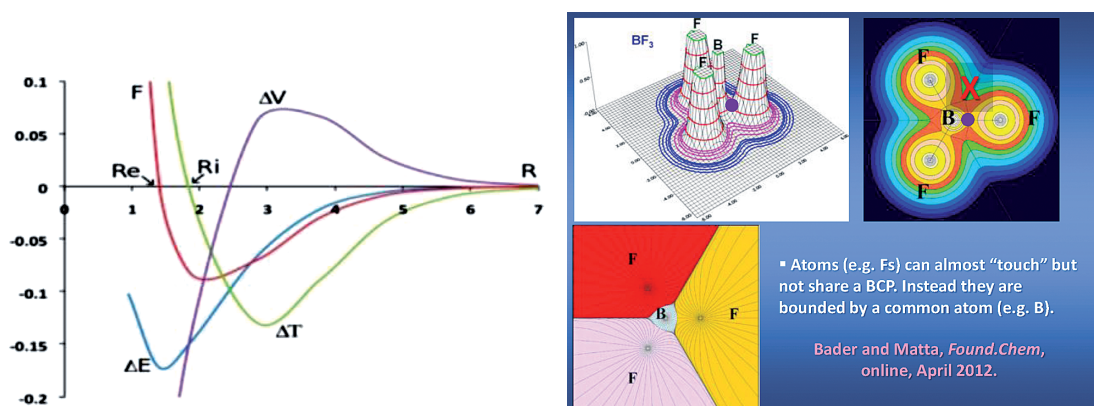 0.1
0.05
0
-0.05
-0.1
-0.15
-0.2
F
ΔV
Re
Ri
R
0 1 2 3 4 5 6 7
ΔT
ΔE
BF3
F
B
F
F
F
B
X
F
F
F
B
F
F
▪ Atoms (e.g. Fs) can almost “touch” but
not share a BCP. Instead they are
bounded by a common atom (e.g. B).
Bader and Matta, Found.Chem,
online, April 2012.